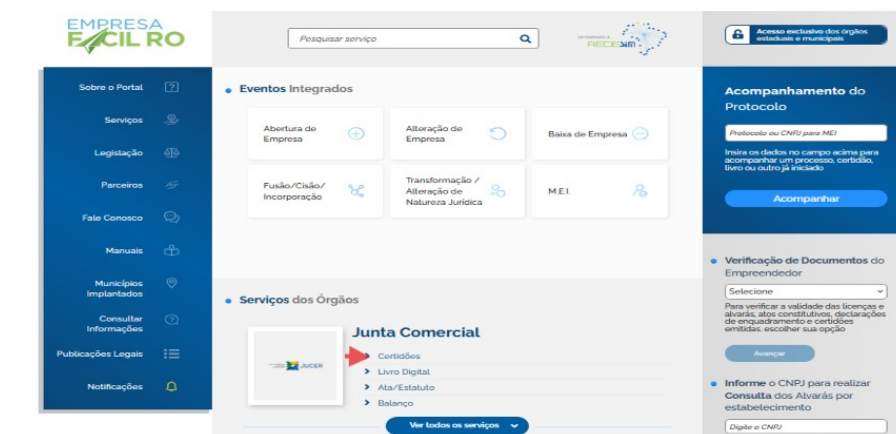 EMPRESA
FÁCIL RO
Pesquisar serviço
REDESIM
Acesso exclusivo dos órgãos
estaduais e municipais
Sobre o Portal
Serviços
Legislação
Parceiros
Fale Conosco
Manuais
Municípios
Implantados
Consultar
Informações
Publicações Legais
Notificações
Eventos Integrados
Abertura de
Empresa
Alteração de
Empresa
Baixa de Empresa
Fusão/Cisão/
Incorporação
Transformação /
Alteração de
Natureza Jurídica
M.E.I.
Serviços dos Órgãos
JUCER
Junta Comercial
Certidões
Livro Digital
Ata/Estatuto
Balanço
Ver todos os serviços
Acompanhamento do
Protocolo
Protocolo ou CNPJ para MEI
Insira os dados no campo acima para
acompanhar um processo, certidão,
livro ou outro já iniciado
Acompanhar
Verificação de Documentos do
Empreendedor
Selecione
Para verificar a validade das licenças e
alvarás, atos constitutivos, declarações
de enquadramento e certidões
emitidas, escolher sua opção
Avançar
Informe o CNPJ para realizar
Consulta dos Alvarás por
estabelecimento
Digite o CNPJ